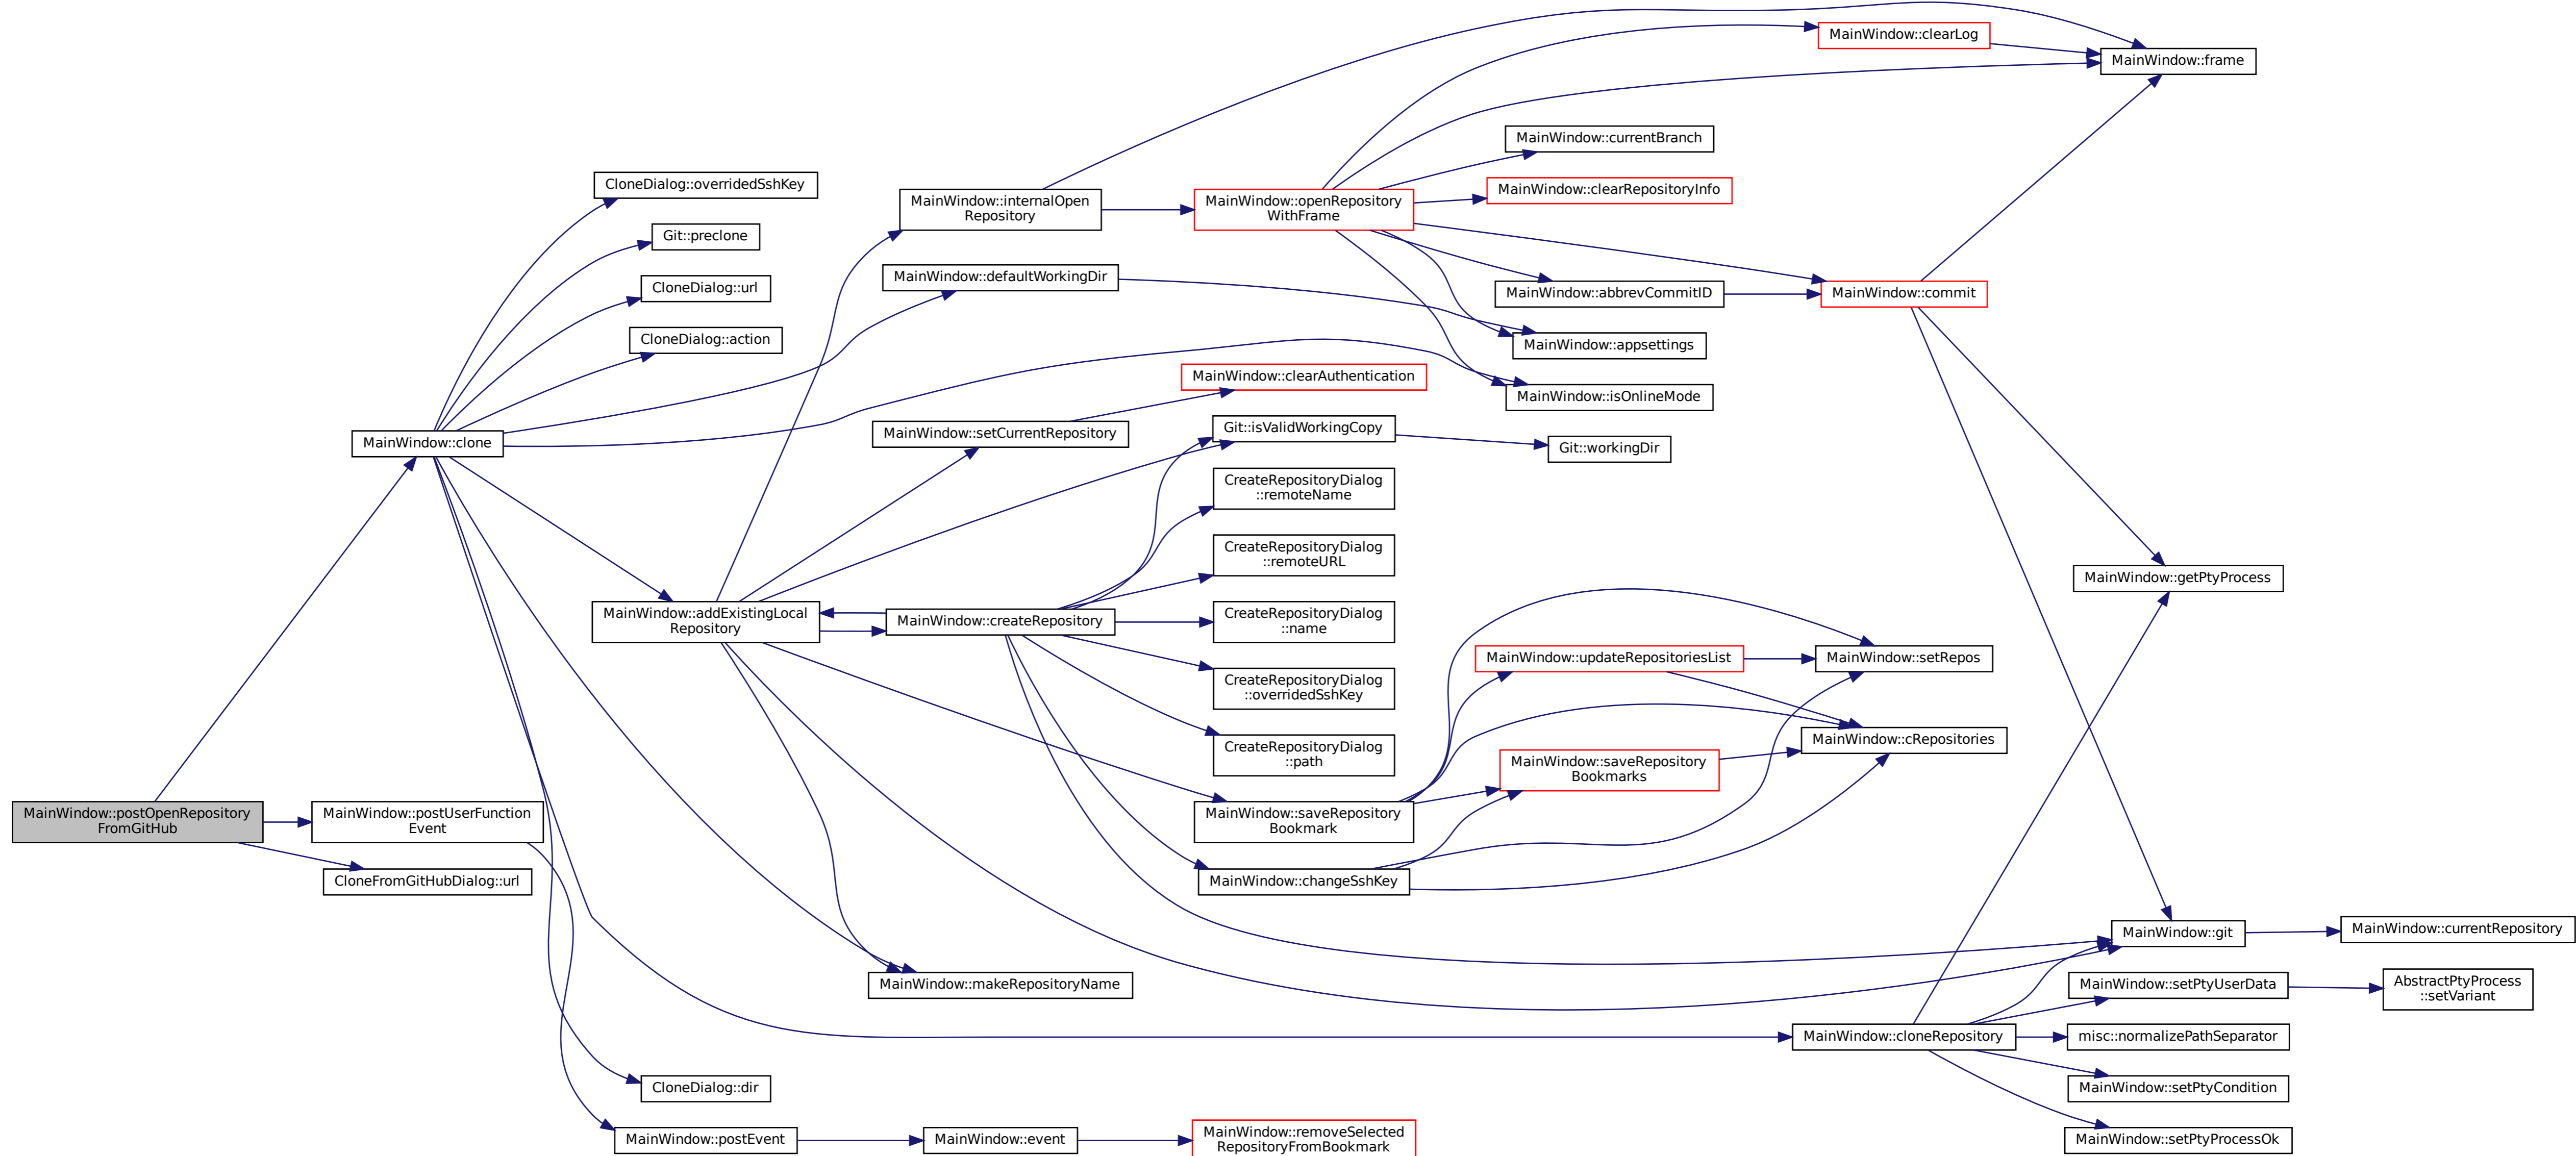 MainWindow::postOpenRepository
FromGitHub
MainWindow::clone
MainWindow::postUserFunction
Event
CloneFromGitHubDialog::url
CloneDialog::overridedSshKey
Git::preclone
CloneDialog::url
CloneDialog::action
MainWindow::addExistingLocal
Repository
CloneDialog::dir
MainWindow::postEvent
MainWindow::internalOpen
Repository
MainWindow::defaultWorkingDir
MainWindow::setCurrentRepository
MainWindow::createRepository
MainWindow::makeRepositoryName
MainWindow::event
MainWindow::openRepository
WithFrame
MainWindow::clearAuthentication
Git::isValidWorkingCopy
CreateRepositoryDialog
::remoteName
CreateRepositoryDialog
::remoteURL
CreateRepositoryDialog
::name
CreateRepositoryDialog
::overridedSshKey
CreateRepositoryDialog
::path
MainWindow::saveRepository
Bookmark
MainWindow::changeSshKey
MainWindow::removeSelected
RepositoryFromBookmark
MainWindow::currentBranch
MainWindow::clearRepositoryInfo
MainWindow::abbrevCommitID
MainWindow::appsettings
MainWindow::isOnlineMode
Git::workingDir
MainWindow::updateRepositoriesList
MainWindow::saveRepository
Bookmarks
MainWindow::clearLog
MainWindow::commit
MainWindow::setRepos
MainWindow::cRepositories
MainWindow::cloneRepository
MainWindow::frame
MainWindow::getPtyProcess
MainWindow::git
MainWindow::setPtyUserData
misc::normalizePathSeparator
MainWindow::setPtyCondition
MainWindow::setPtyProcessOk
MainWindow::currentRepository
AbstractPtyProcess
::setVariant